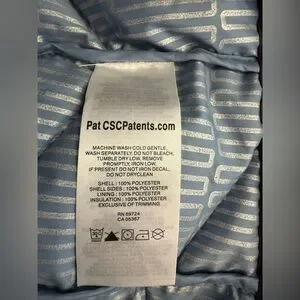 Pat CSCPatents.com
MACHINE WASH COLD GENTLE,
WASH SEPARATELY, DO NOT BLEACH,
TUMBLE DRY LOW, REMOVE
PROMPTLY, IRON LOW,
IF PRESENT DO NOT IRON DECAL,
DO NOT DRYCLEAN
SHELL : 100% POLYESTER
SHELL SIDES : 100% POLYESTER
LINING : 100% POLYESTER
INSULATION : 100% POLYESTER
EXCLUSIVE OF TRIMMING
RN 69724
CA 05367